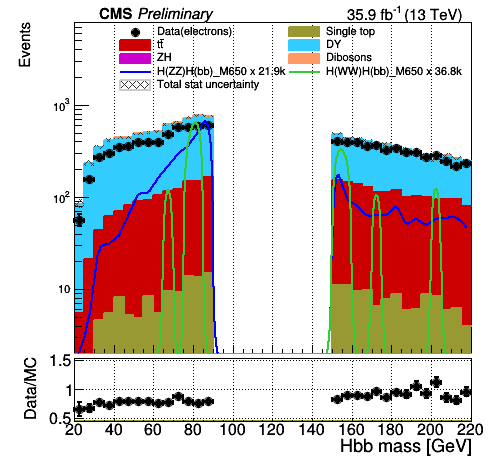 CMS Preliminary 35.9 fb⁻¹ (13 TeV)
Data(electrons) Single top
tt̄ DY
ZH Dibosons
H(ZZ)H(bb)_M650 x 21.9k H(WW)H(bb)_M650 x 36.8k
Total stat uncertainty
Events
10³
10²
10
Data/MC
1.5
1
0.5
20 40 60 80 100 120 140 160 180 200 220
Hbb mass [GeV]